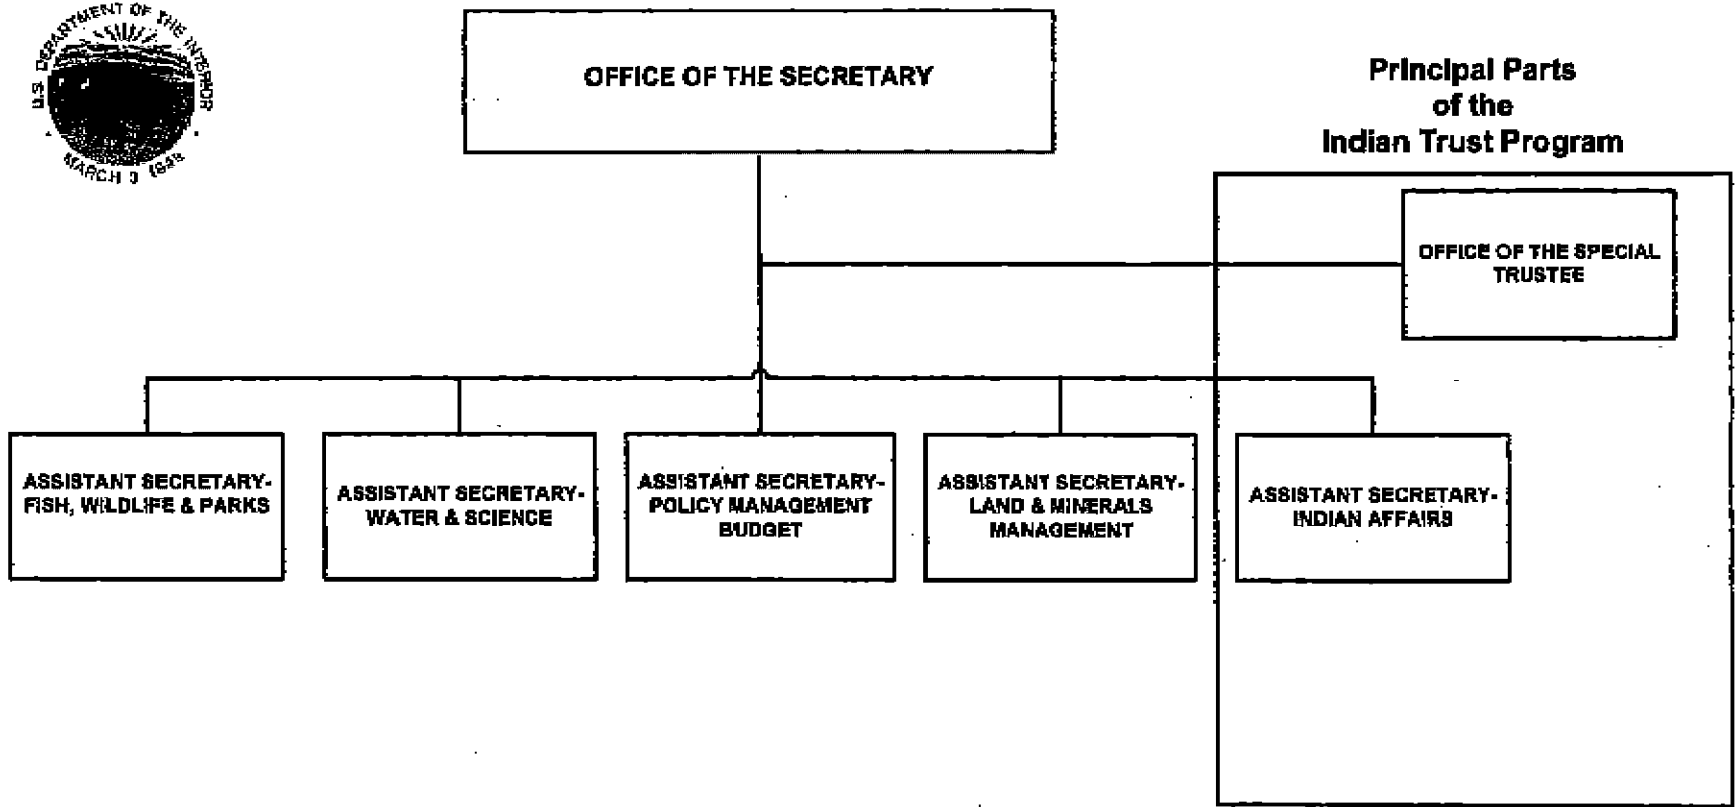 U.S. DEPARTMENT OF THE INTERIOR
MARCH 3 1849
OFFICE OF THE SECRETARY
Principal Parts
of the
Indian Trust Program
OFFICE OF THE SPECIAL
TRUSTEE
ASSISTANT SECRETARY-
FISH, WILDLIFE & PARKS
ASSISTANT SECRETARY-
WATER & SCIENCE
ASSISTANT SECRETARY-
POLICY MANAGEMENT
BUDGET
ASSISTANT SECRETARY-
LAND & MINERALS
MANAGEMENT
ASSISTANT SECRETARY-
INDIAN AFFAIRS